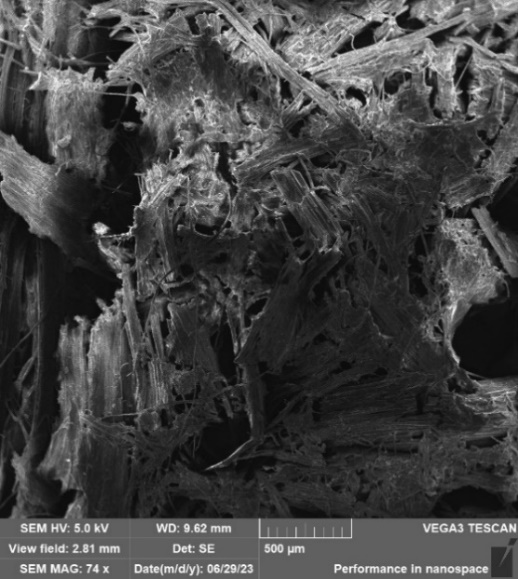 SEM HV: 5.0 kV
WD: 9.62 mm
VEGA3 TESCAN
View field: 2.81 mm
Det: SE
500 µm
SEM MAG: 74 x
Date(m/d/y): 06/29/23
Performance in nanospace